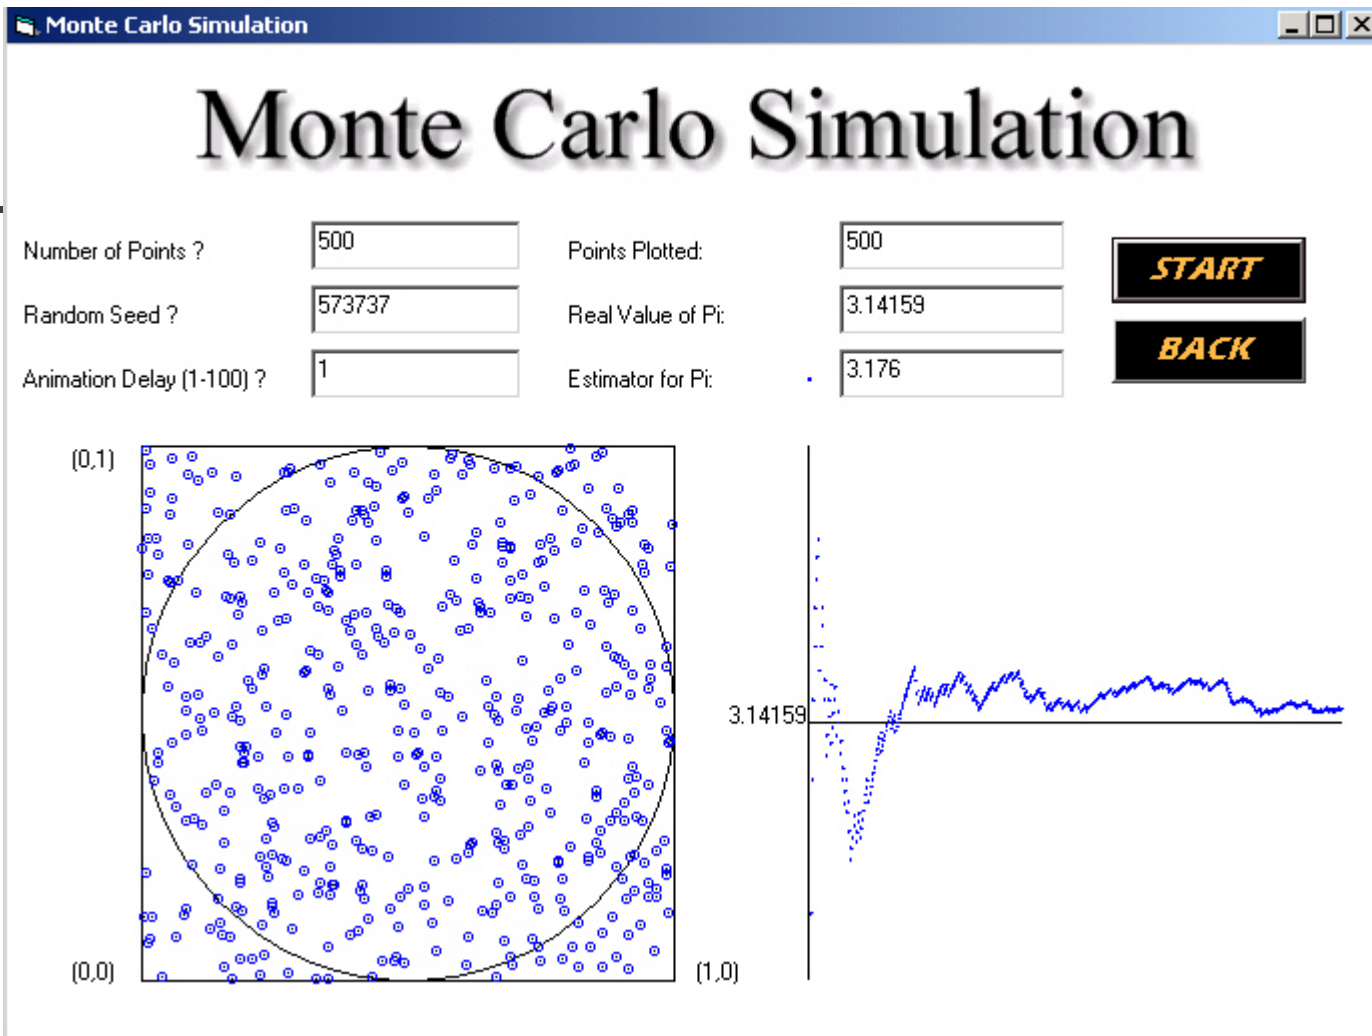 Monte Carlo Simulation
Monte Carlo Simulation
Number of Points ? 500 Points Plotted: 500 START
Random Seed ? 573737 Real Value of Pi: 3.14159
BACK
Animation Delay (1-100) ? 1 Estimator for Pi: 3.176
(0,1)
3.14159
(0,0) (1,0)